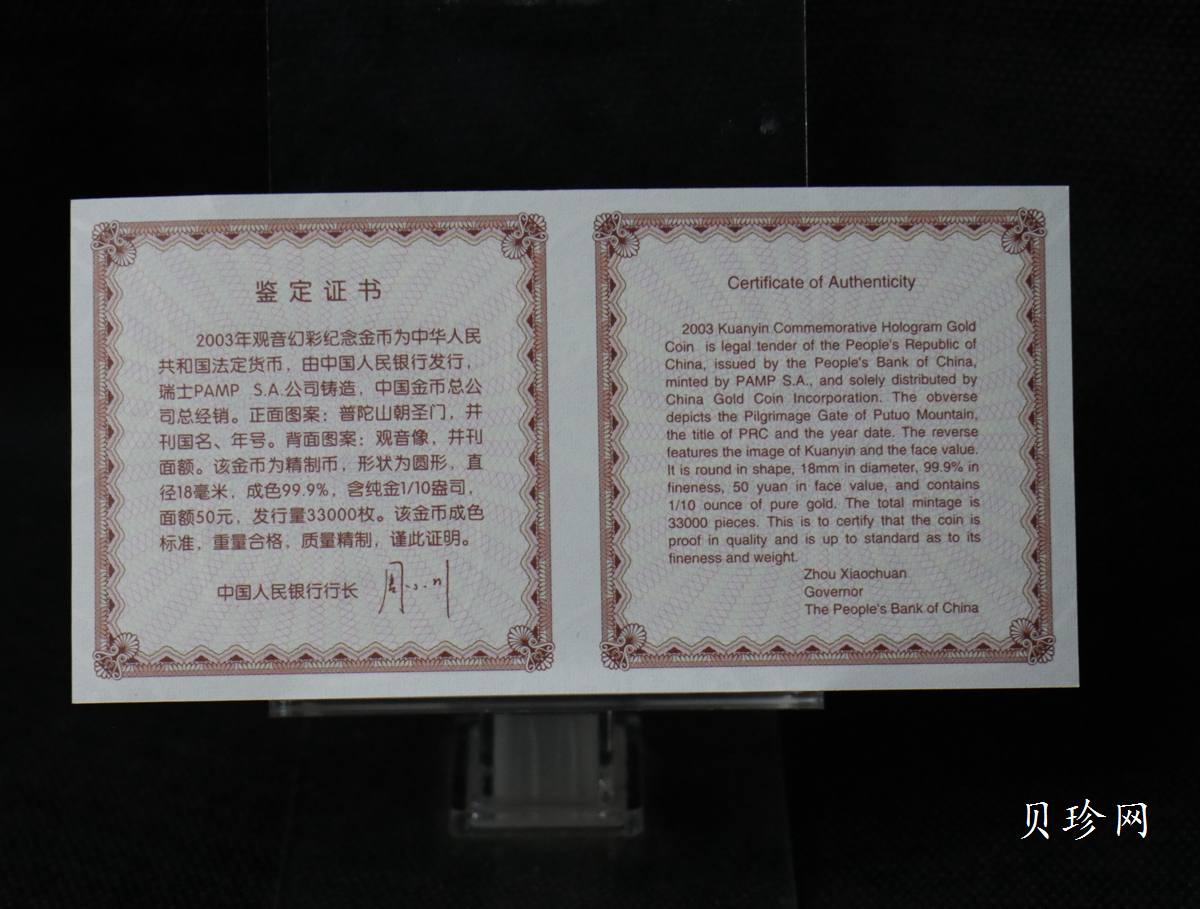 鉴定证书
2003年观音幻彩纪念金币为中华人民
共和国法定货币，由中国人民银行发行，
瑞士PAMP S.A.公司铸造，中国金币总公
司总经销。正面图案：普陀山朝圣门，并
刊国名、年号。背面图案：观音像，并刊
面额。该金币为精制币，形状为圆形，直
径18毫米，成色99.9%，含纯金1/10盎司，
面额50元，发行量33000枚。该金币成色
标准，重量合格，质量精制，谨此证明。
中国人民银行行长
Certificate of Authenticity
2003 Kuanyin Commemorative Hologram Gold
Coin is legal tender of the People's Republic of
China, issued by the People's Bank of China,
minted by PAMP S.A., and solely distributed by
China Gold Coin Incorporation. The obverse
depicts the Pilgrimage Gate of Putuo Mountain,
the title of PRC and the year date. The reverse
features the image of Kuanyin and the face value.
It is round in shape, 18mm in diameter, 99.9% in
fineness, 50 yuan in face value, and contains
1/10 ounce of pure gold. The total mintage is
33000 pieces. This is to certify that the coin is
proof in quality and is up to standard as to its
fineness and weight.
Zhou Xiaochuan
Governor
The People's Bank of China
贝珍网